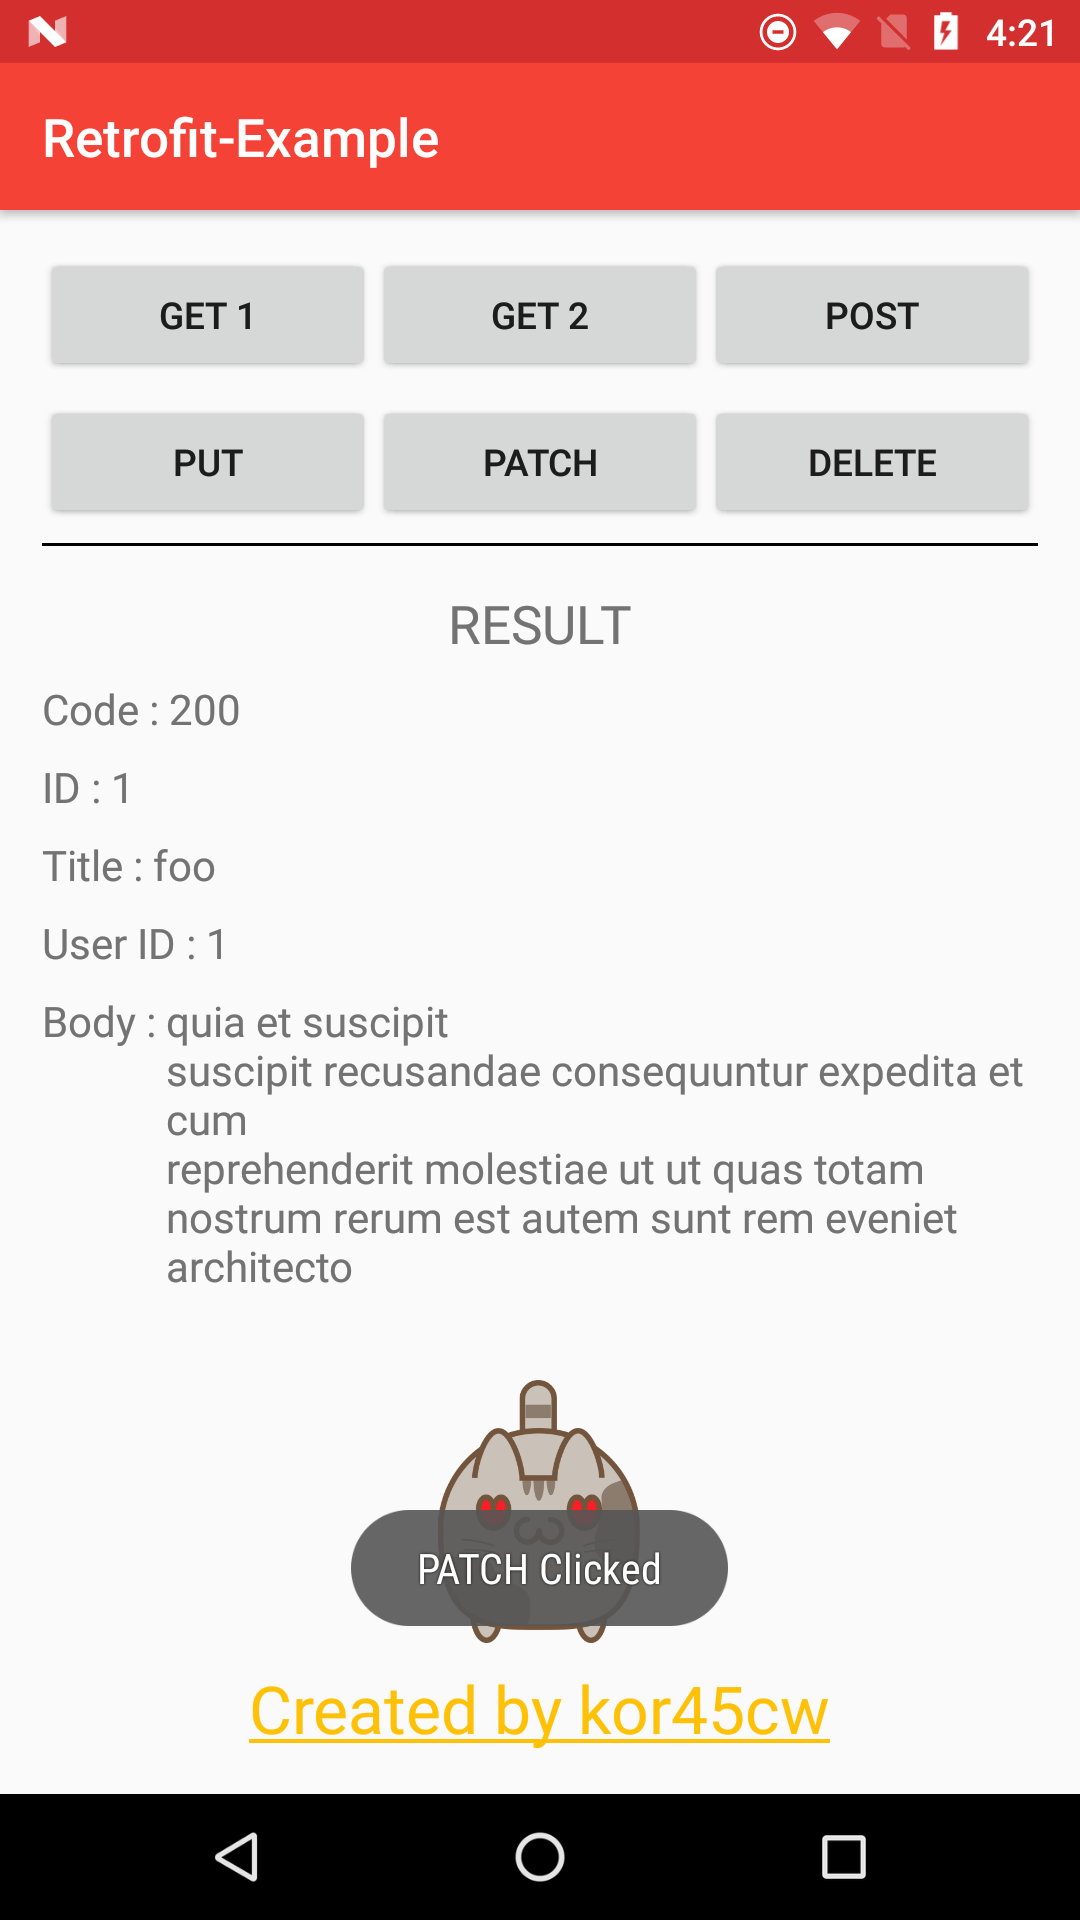 4:21
Retrofit-Example
GET 1 GET 2 POST
PUT PATCH DELETE
RESULT
Code : 200
ID : 1
Title : foo
User ID : 1
Body : quia et suscipit
suscipit recusandae consequuntur expedita et
cum
reprehenderit molestiae ut ut quas totam
nostrum rerum est autem sunt rem eveniet
architecto
PATCH Clicked
Created by kor45cw